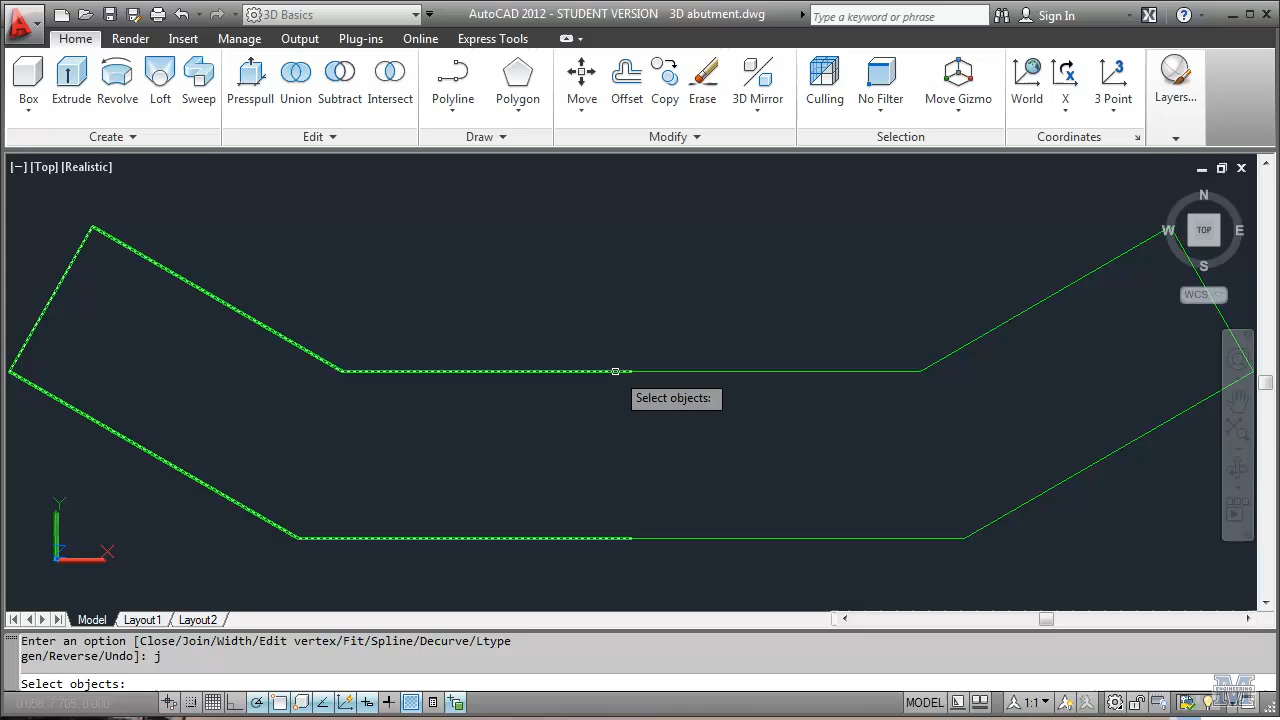 3D Basics
AutoCAD 2012 - STUDENT VERSION 3D abutment.dwg
Type a keyword or phrase
Sign In
Home Render Insert Manage Output Plug-ins Online Express Tools
Box Extrude Revolve Loft Sweep Presspull Union Subtract Intersect Polyline Polygon Move Offset Copy Erase 3D Mirror Culling No Filter Move Gizmo World X 3 Point Layers...
Create Edit Draw Modify Selection Coordinates
[−] [Top] [Realistic]
N
W TOP E
S
WCS
Select objects:
Y
Z X
Model Layout1 Layout2
Enter an option [Close/Join/Width/Edit vertex/Fit/Spline/Decurve/Ltype
gen/Reverse/Undo]: j
Select objects:
MODEL 1:1
ENGINEERING